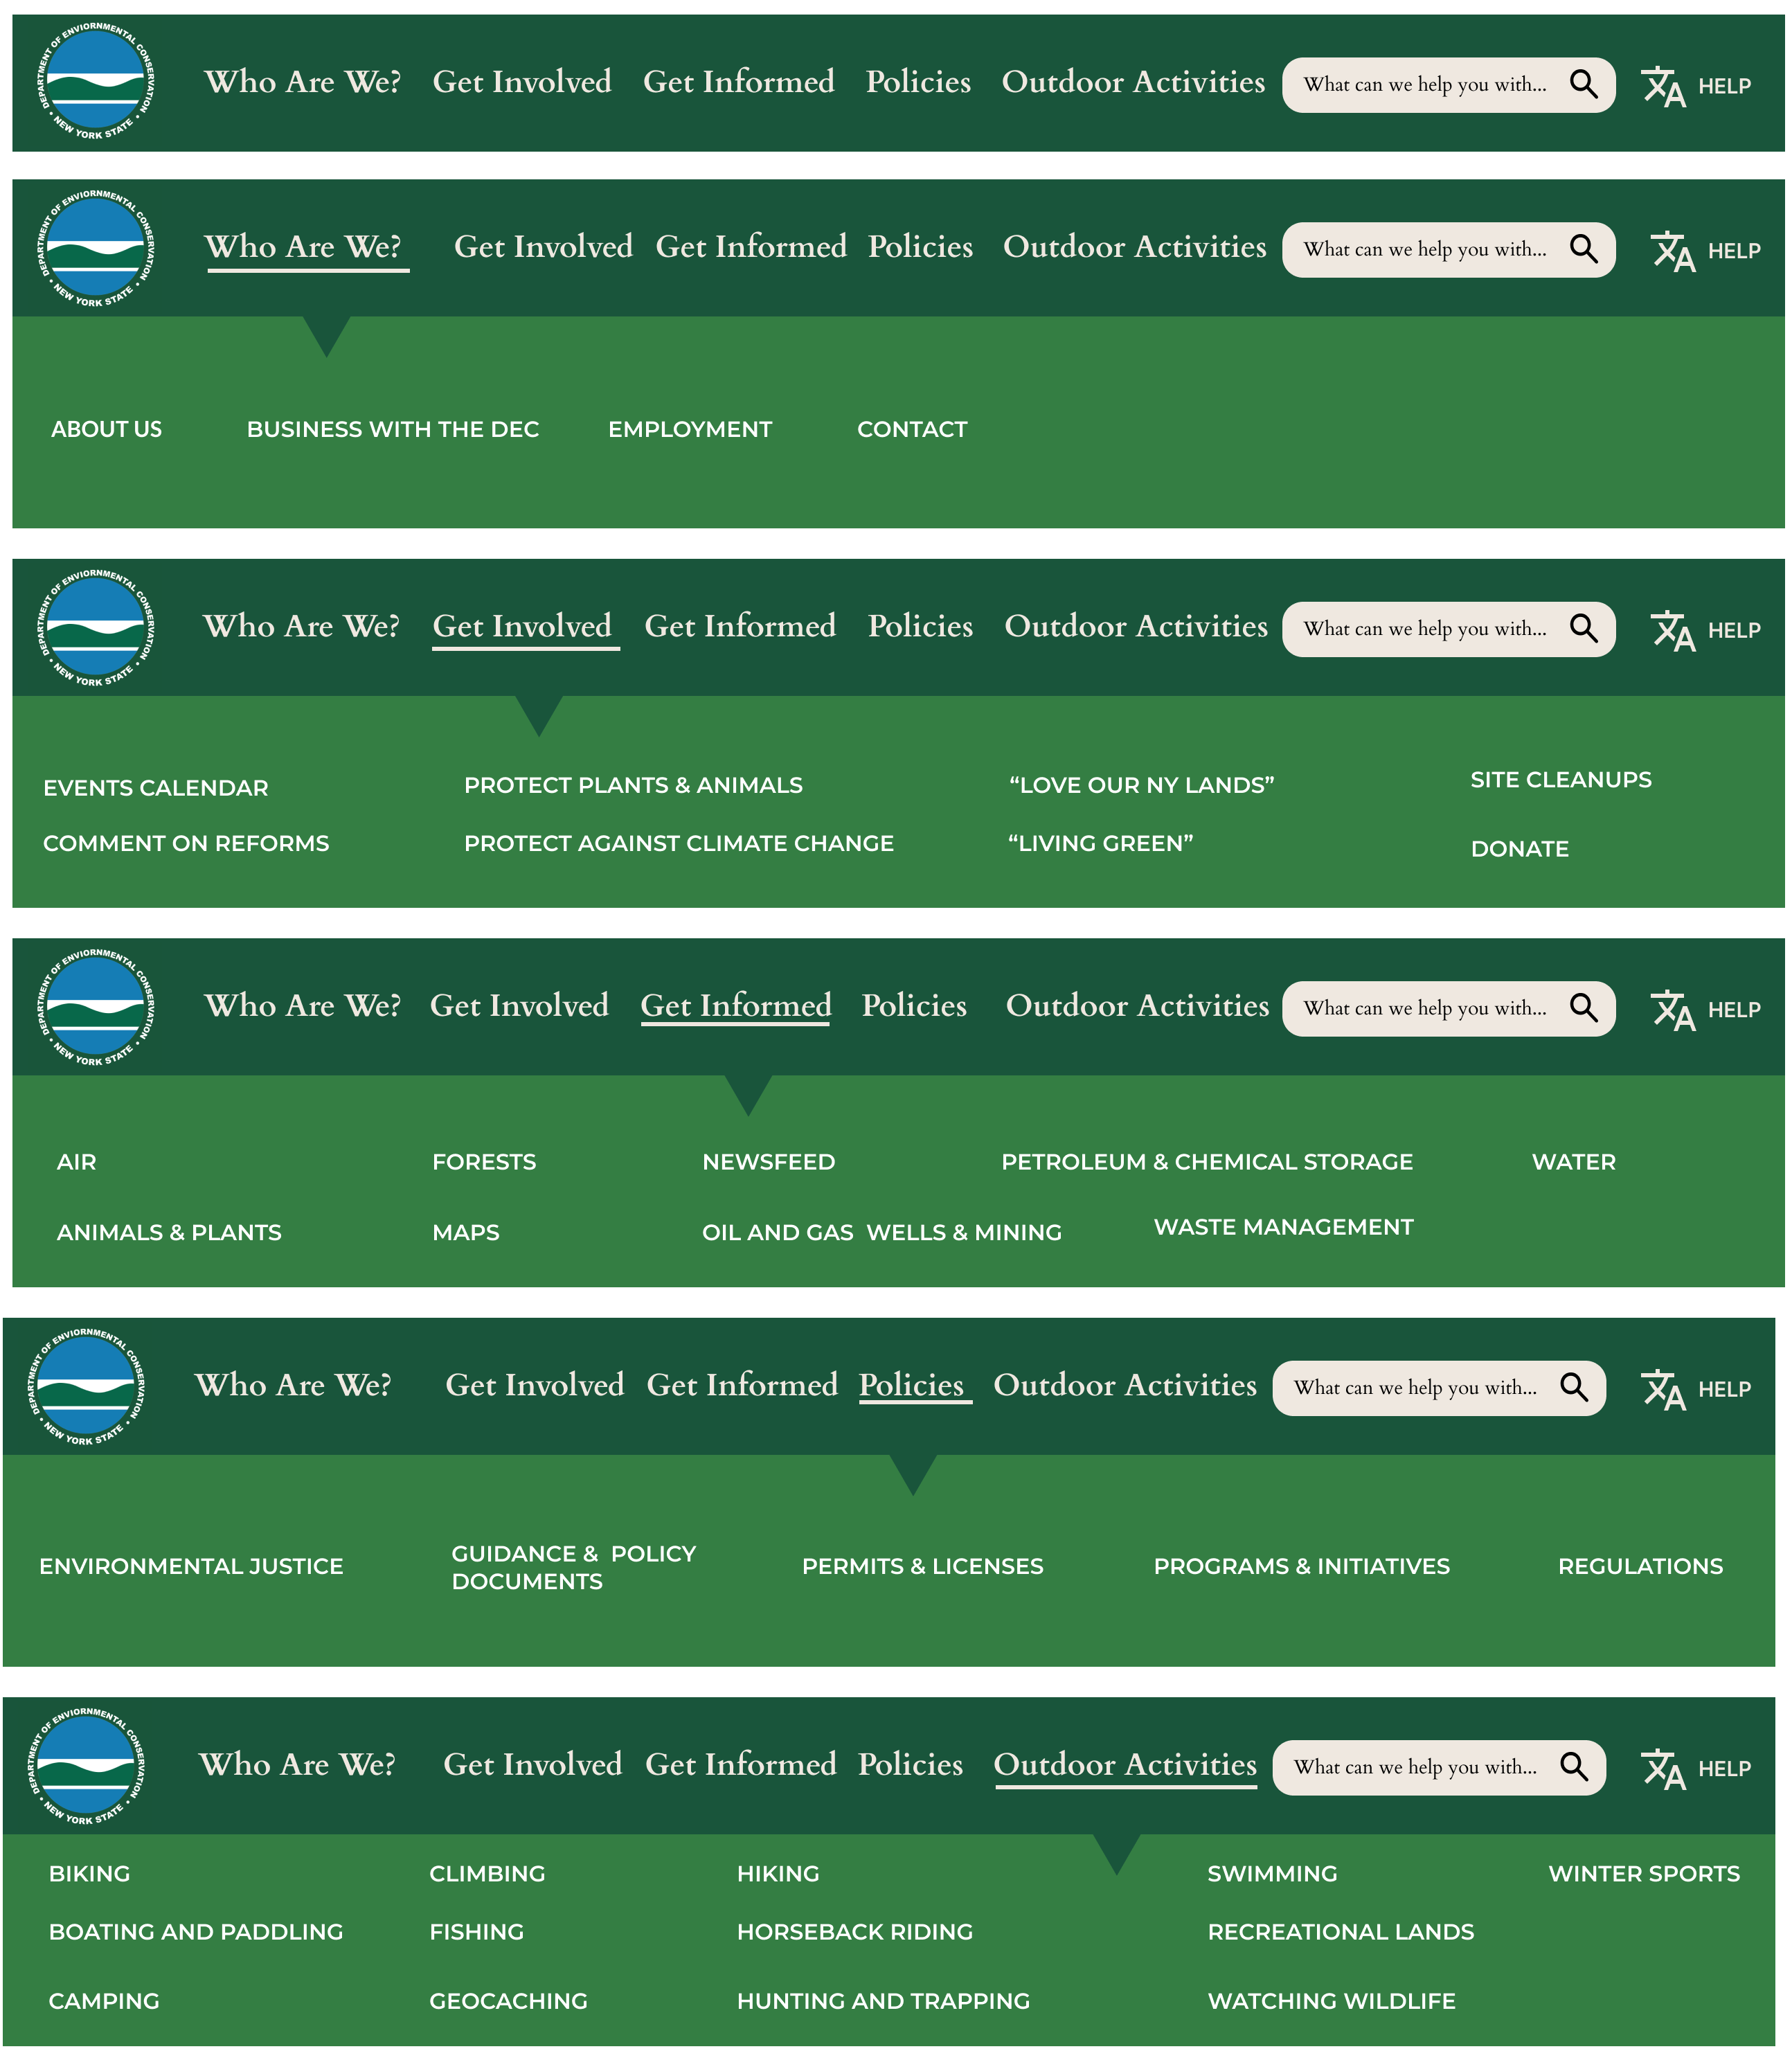 DEPARTMENT OF ENVIORNMENTAL CONSERVATION • NEW YORK STATE •
Who Are We? Get Involved Get Informed Policies Outdoor Activities What can we help you with... HELP
DEPARTMENT OF ENVIORNMENTAL CONSERVATION • NEW YORK STATE •
Who Are We? Get Involved Get Informed Policies Outdoor Activities What can we help you with... HELP
ABOUT US BUSINESS WITH THE DEC EMPLOYMENT CONTACT
DEPARTMENT OF ENVIORNMENTAL CONSERVATION • NEW YORK STATE •
Who Are We? Get Involved Get Informed Policies Outdoor Activities What can we help you with... HELP
EVENTS CALENDAR PROTECT PLANTS & ANIMALS “LOVE OUR NY LANDS” SITE CLEANUPS
COMMENT ON REFORMS PROTECT AGAINST CLIMATE CHANGE “LIVING GREEN” DONATE
DEPARTMENT OF ENVIORNMENTAL CONSERVATION • NEW YORK STATE •
Who Are We? Get Involved Get Informed Policies Outdoor Activities What can we help you with... HELP
AIR FORESTS NEWSFEED PETROLEUM & CHEMICAL STORAGE WATER
ANIMALS & PLANTS MAPS OIL AND GAS WELLS & MINING WASTE MANAGEMENT
DEPARTMENT OF ENVIORNMENTAL CONSERVATION • NEW YORK STATE •
Who Are We? Get Involved Get Informed Policies Outdoor Activities What can we help you with... HELP
ENVIRONMENTAL JUSTICE GUIDANCE & POLICY PERMITS & LICENSES PROGRAMS & INITIATIVES REGULATIONS
DOCUMENTS
DEPARTMENT OF ENVIORNMENTAL CONSERVATION • NEW YORK STATE •
Who Are We? Get Involved Get Informed Policies Outdoor Activities What can we help you with... HELP
BIKING CLIMBING HIKING SWIMMING WINTER SPORTS
BOATING AND PADDLING FISHING HORSEBACK RIDING RECREATIONAL LANDS
CAMPING GEOCACHING HUNTING AND TRAPPING WATCHING WILDLIFE